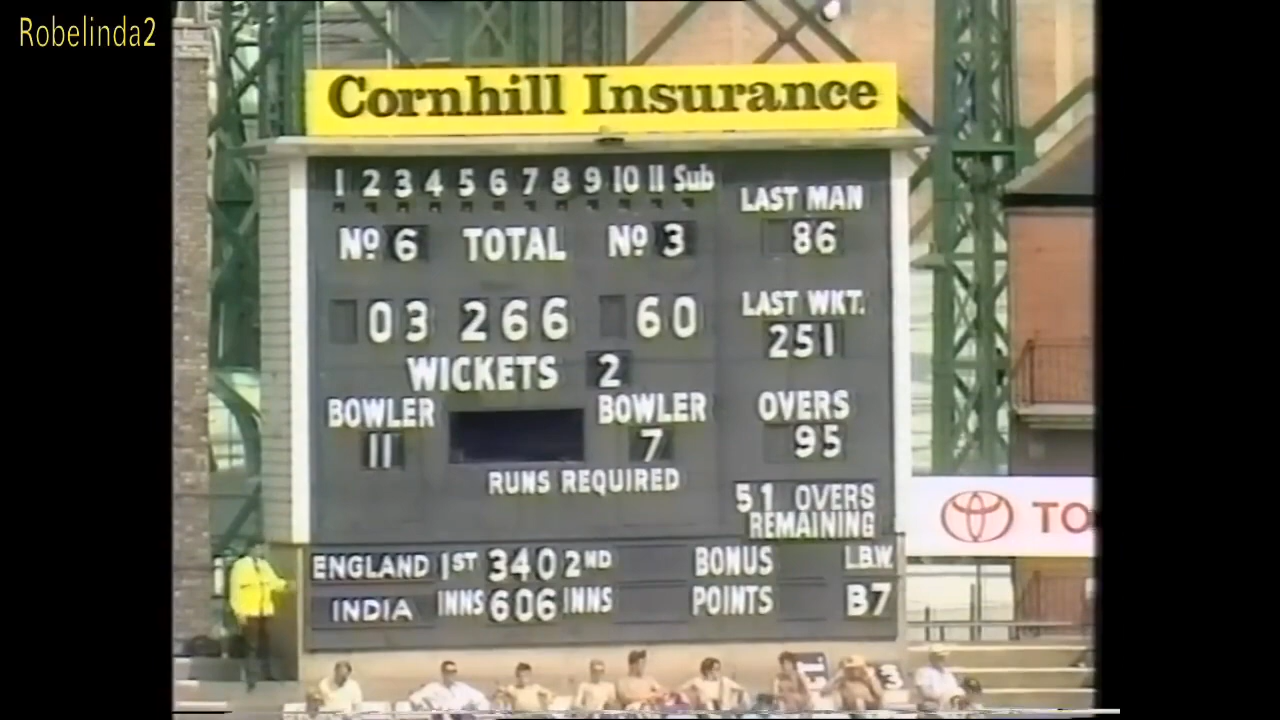 Robelinda2
Cornhill Insurance
1 2 3 4 5 6 7 8 9 10 11 Sub
LAST MAN
86
Nº 6 TOTAL Nº 3
03 266 60
LAST WKT.
251
WICKETS 2
BOWLER BOWLER
11 7
OVERS
95
RUNS REQUIRED
51 OVERS
REMAINING
ENGLAND 1ST 340 2ND BONUS L.B.W.
INDIA INNS 606 INNS POINTS B7
TO